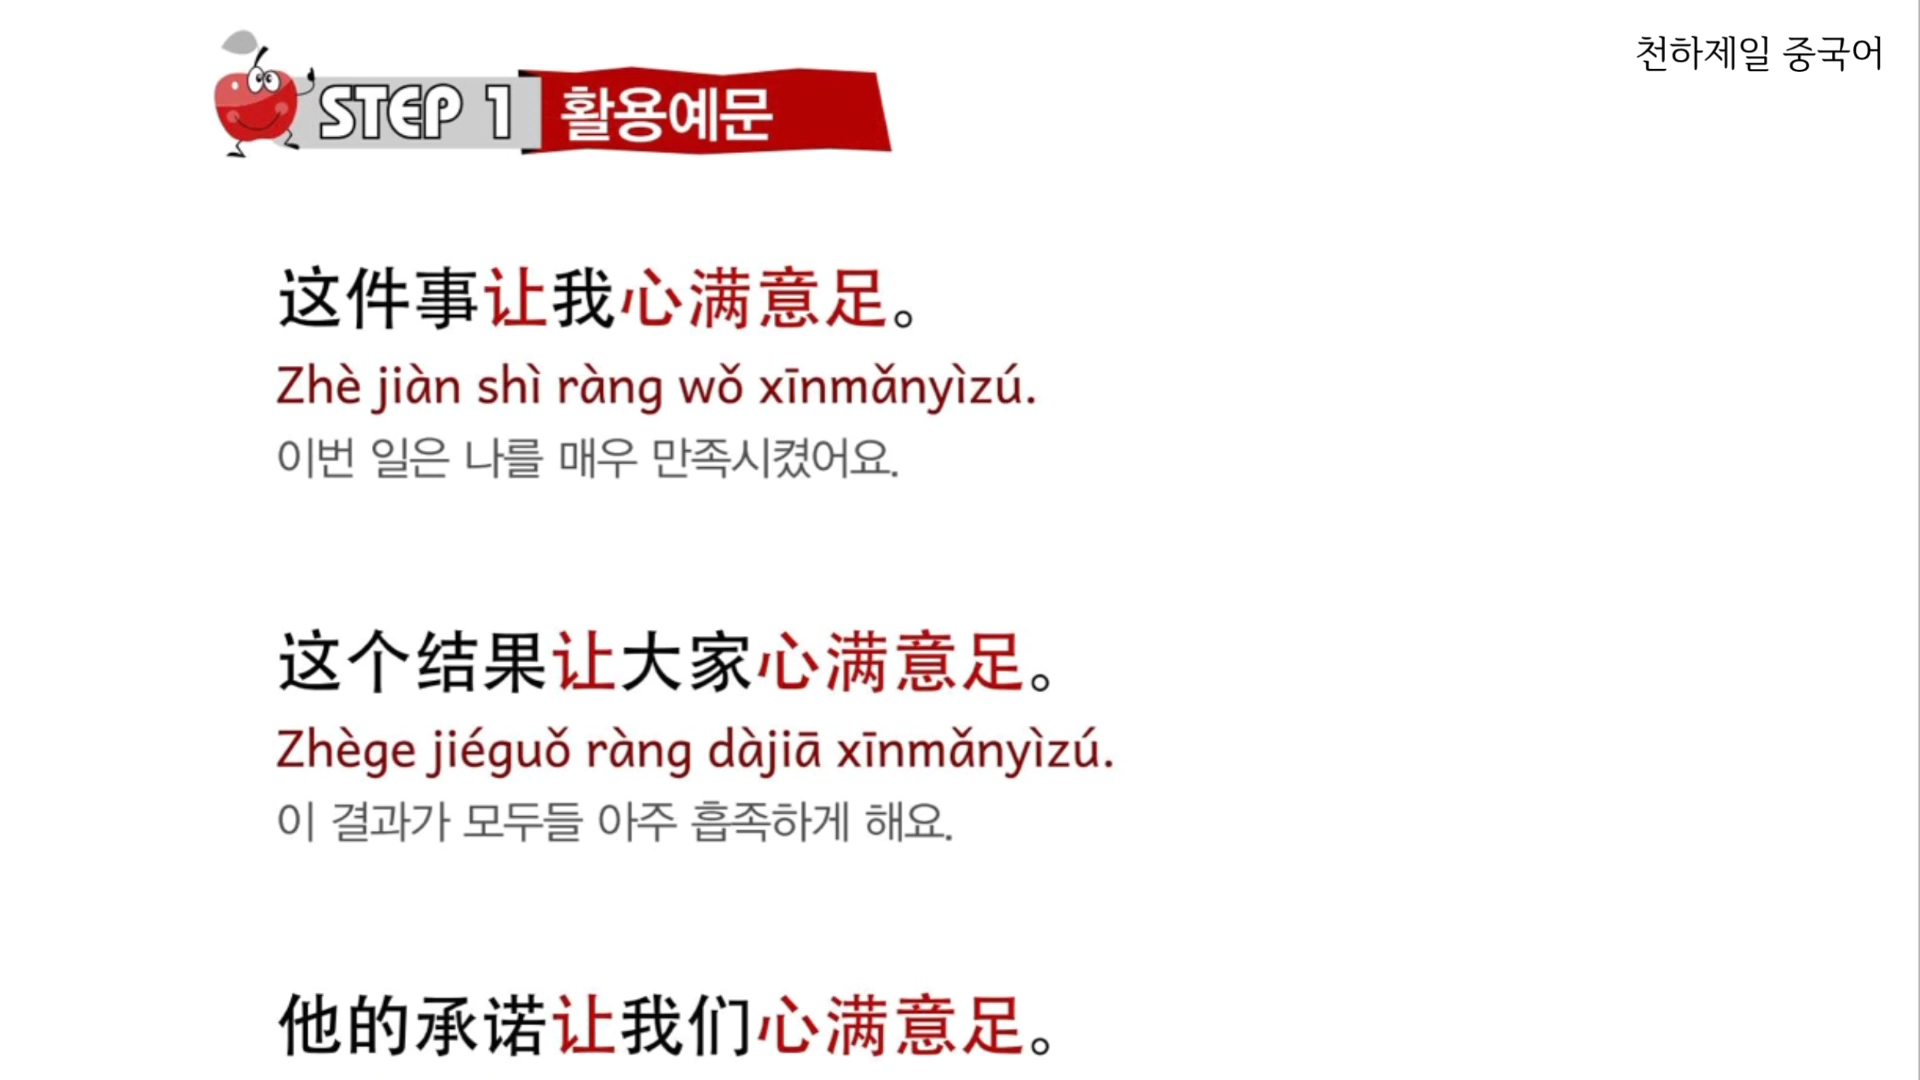 천하제일 중국어
STEP 1 활용예문
这件事让我心满意足。
Zhè jiàn shì ràng wǒ xīnmǎnyìzú.
이번 일은 나를 매우 만족시켰어요.
这个结果让大家心满意足。
Zhège jiéguǒ ràng dàjiā xīnmǎnyìzú.
이 결과가 모두들 아주 흡족하게 해요.
他的承诺让我们心满意足。